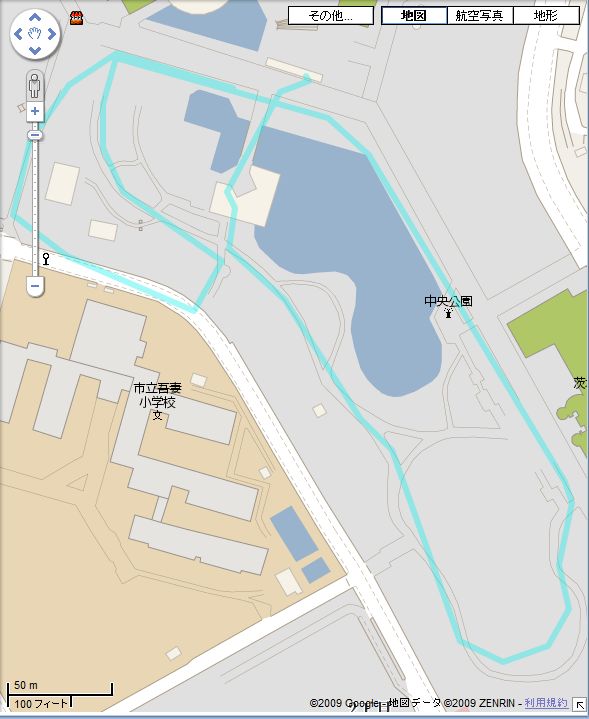 その他...
地図
航空写真
地形
中央公園
茨
市立吾妻
小学校
文
50 m
100 フィート
©2009 Google - 地図データ ©2009 ZENRIN - 利用規約